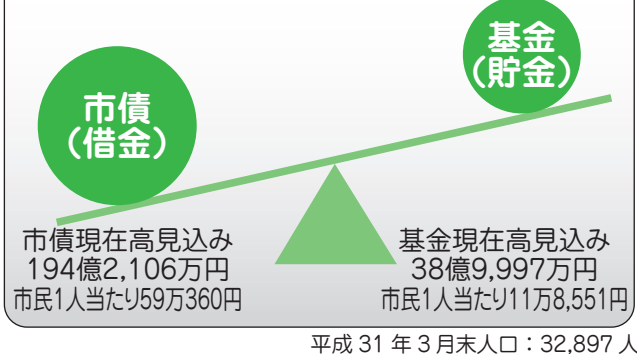 基金
(貯金)
市債
(借金)
市債現在高見込み
194億2,106万円
市民1人当たり59万360円
基金現在高見込み
38億9,997万円
市民1人当たり11万8,551円
平成31年3月末人口:32,897人